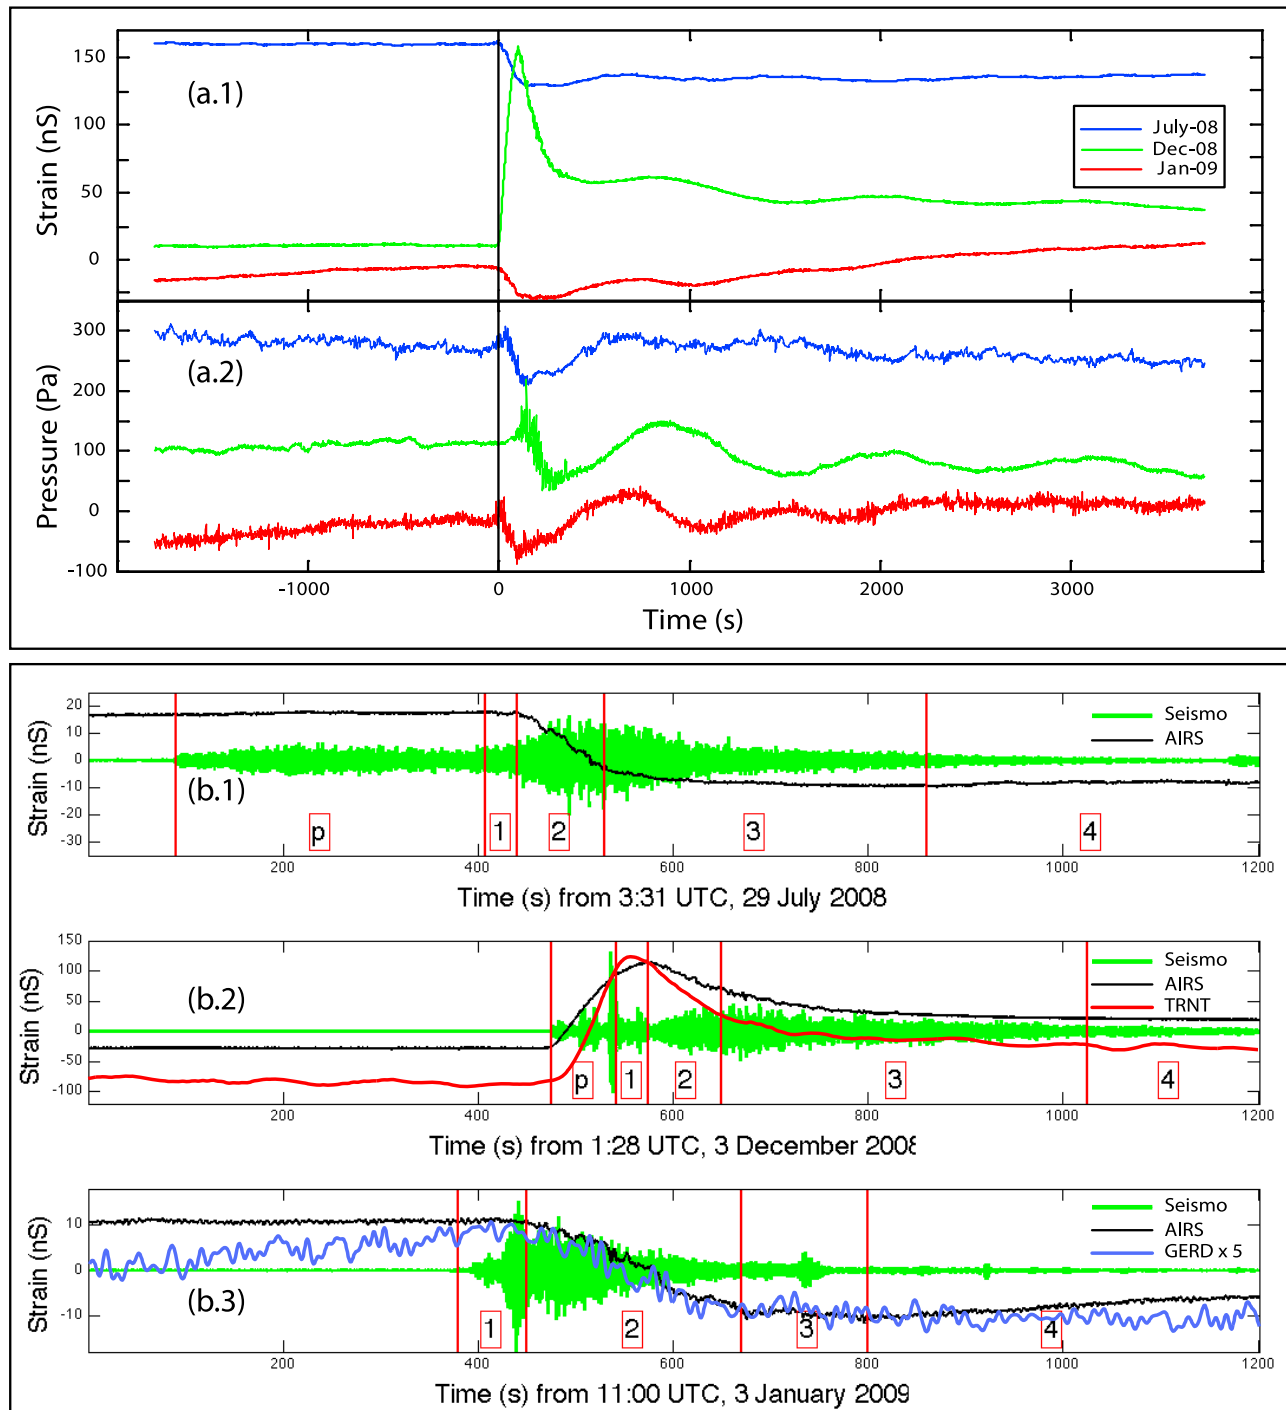 (a.1)
Strain (nS)
150
100
50
0
July-08
Dec-08
Jan-09
(a.2)
Pressure (Pa)
300
200
100
0
-100
-1000 0 1000 2000 3000
Time (s)
Strain (nS)
20
10
0
-10
-20
-30
(b.1)
Seismo
AIRS
p 1 2 3 4
200 400 600 800 1000 1200
Time (s) from 3:31 UTC, 29 July 2008
Strain (nS)
150
100
50
0
-50
-100
(b.2)
Seismo
AIRS
TRNT
p 1 2 3 4
200 400 600 800 1000 1200
Time (s) from 1:28 UTC, 3 December 2008
Strain (nS)
10
0
-10
(b.3)
Seismo
AIRS
GERD x 5
1 2 3 4
200 400 600 800 1000 1200
Time (s) from 11:00 UTC, 3 January 2009